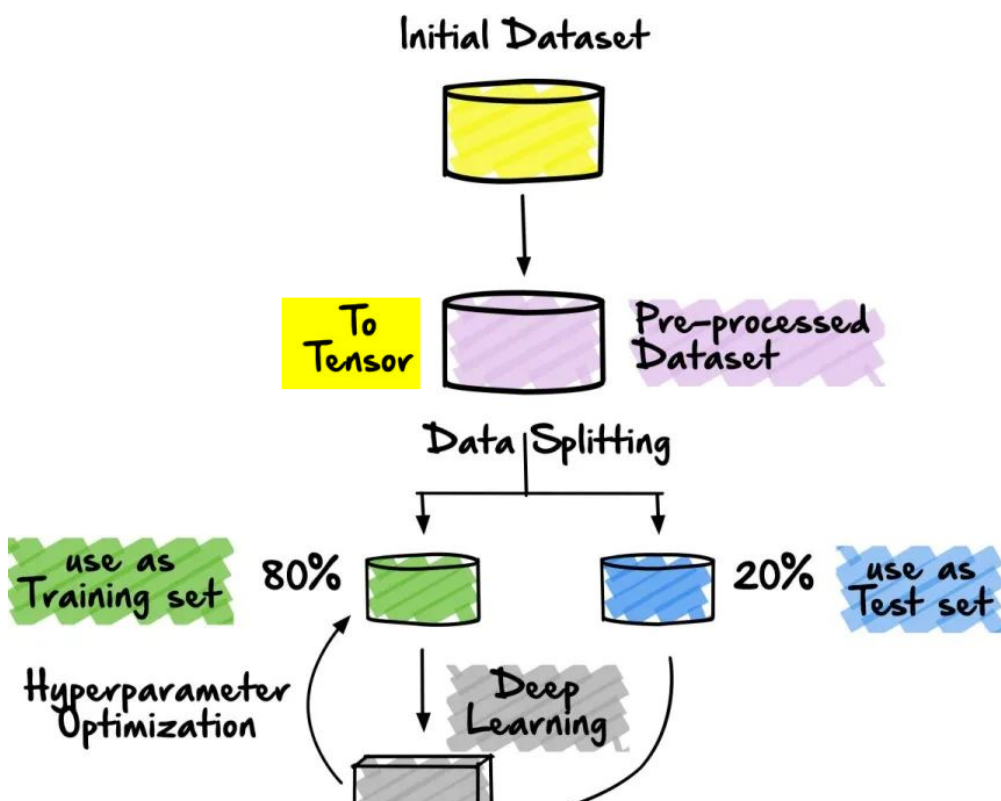 Initial Dataset
To
Tensor
Pre-processed
Dataset
Data Splitting
use as
Training set
80%
20%
use as
Test set
Hyperparameter
Optimization
Deep
Learning